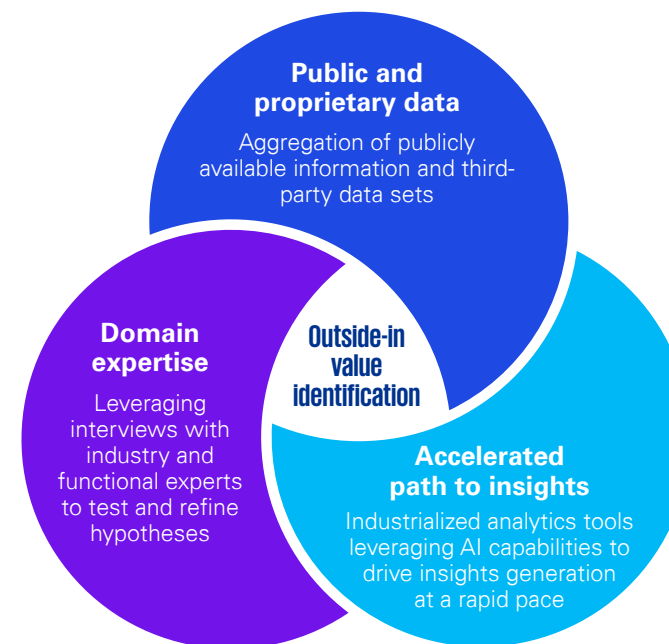 Public and
proprietary data
Aggregation of publicly
available information and third-
party data sets
Domain
expertise
Leveraging
interviews with
industry and
functional experts
to test and refine
hypotheses
Outside-in
value
identification
Accelerated
path to insights
Industrialized analytics tools
leveraging AI capabilities to
drive insights generation
at a rapid pace